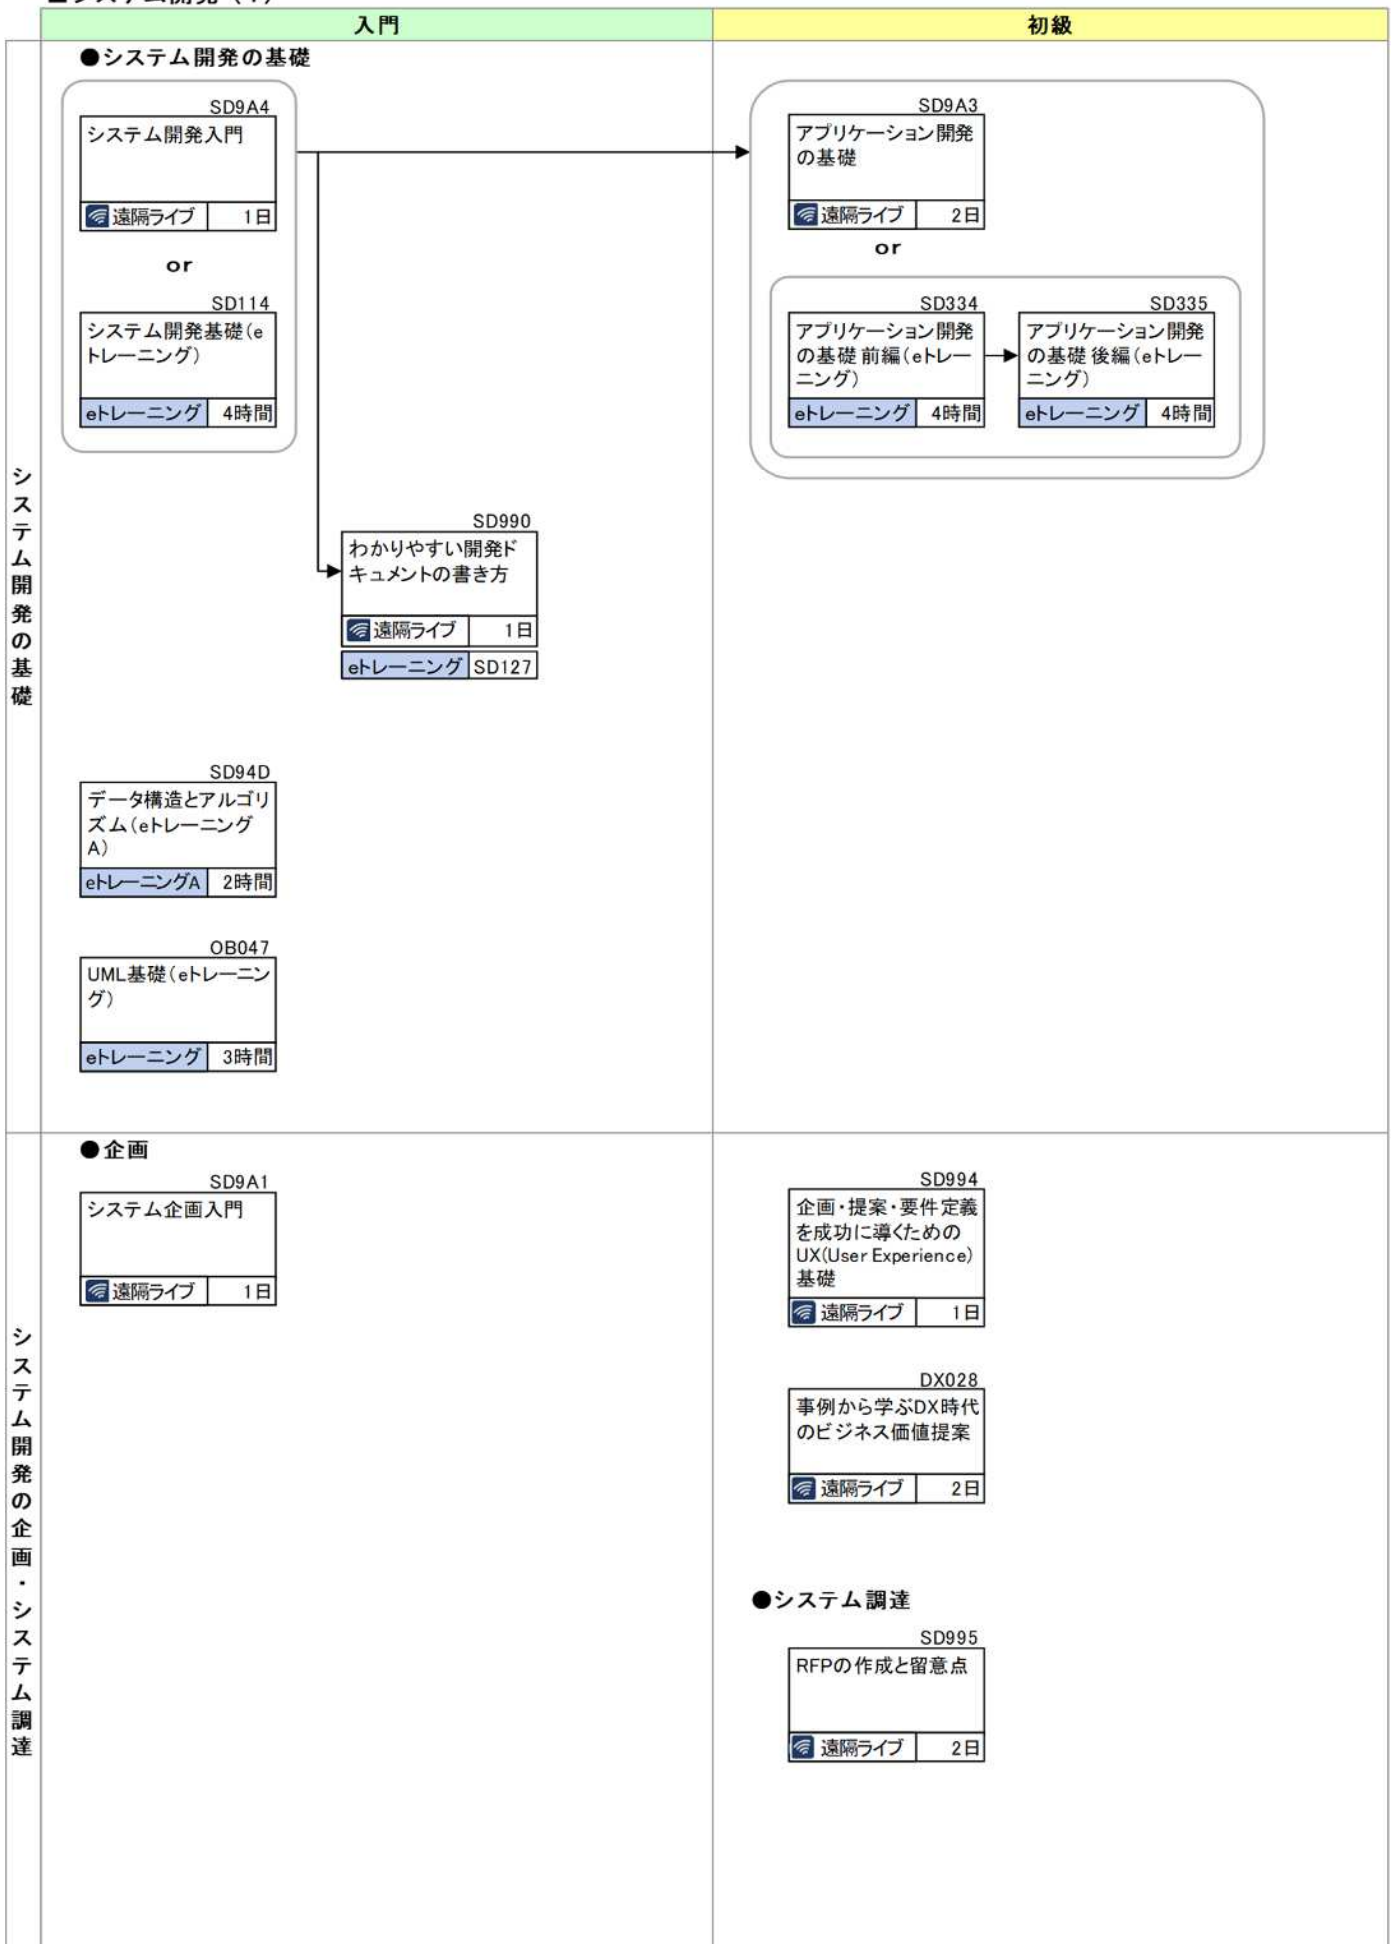 入門
初級
●システム開発の基礎
システム開発の基礎
SD9A4
システム開発入門
遠隔ライブ 1日
or
SD114
システム開発基礎(e
トレーニング)
eトレーニング 4時間
SD9A3
アプリケーション開発
の基礎
遠隔ライブ 2日
or
SD334
アプリケーション開発
の基礎 前編(eトレー
ニング)
eトレーニング 4時間
SD335
アプリケーション開発
の基礎 後編(eトレー
ニング)
eトレーニング 4時間
SD990
わかりやすい開発ド
キュメントの書き方
遠隔ライブ 1日
eトレーニング SD127
SD94D
データ構造とアルゴリ
ズム(eトレーニング
A)
eトレーニングA 2時間
OB047
UML基礎(eトレーニン
グ)
eトレーニング 3時間
システム開発の企画・システム調達
●企画
SD9A1
システム企画入門
遠隔ライブ 1日
SD994
企画・提案・要件定義
を成功に導くための
UX(User Experience)
基礎
遠隔ライブ 1日
DX028
事例から学ぶDX時代
のビジネス価値提案
遠隔ライブ 2日
●システム調達
SD995
RFPの作成と留意点
遠隔ライブ 2日